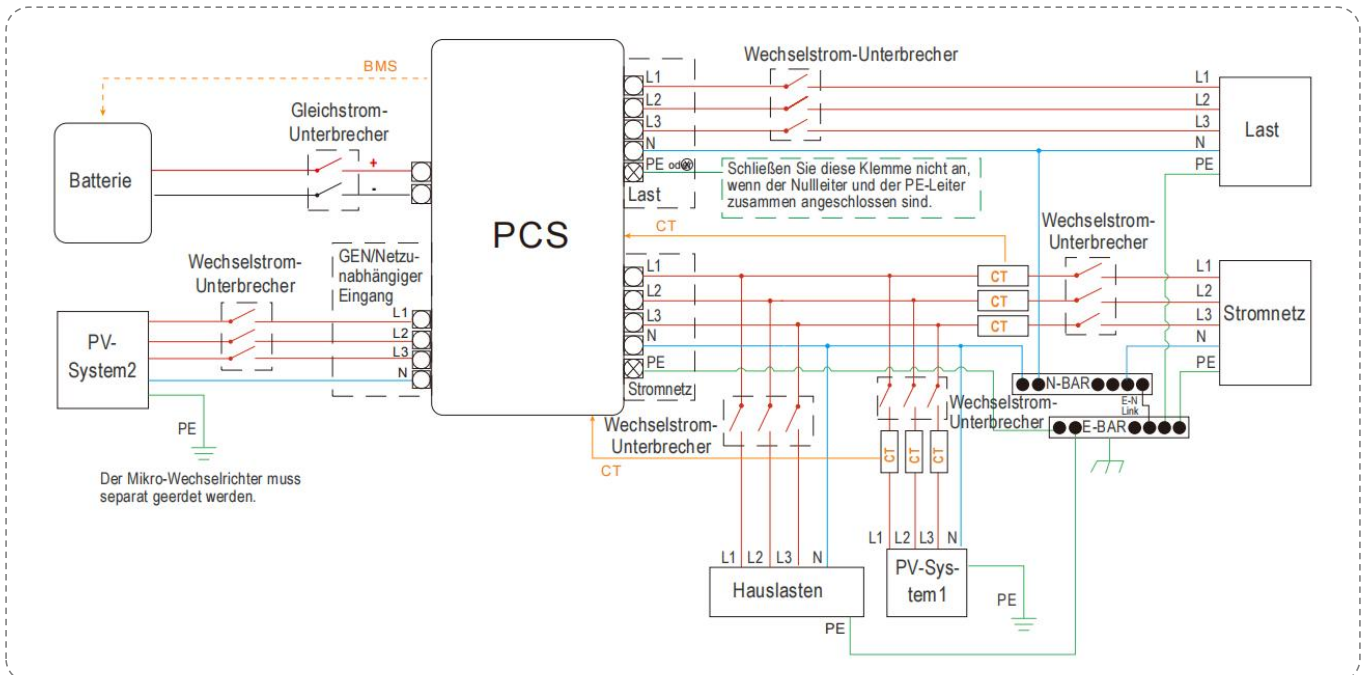 BMS
Gleichstrom-
Unterbrecher
+
-
Batterie
PCS
Wechselstrom-Unterbrecher
L1
L2
L3
N
PE od
Last
L1
L2
L3
N
PE
Last
Schließen Sie diese Klemme nicht an,
wenn der Nullleiter und der PE-Leiter
zusammen angeschlossen sind.
CT
Wechselstrom-
Unterbrecher
GEN/Netzu-
nabhängiger
Eingang
L1
L2
L3
N
Wechselstrom-
Unterbrecher
PV-
System2
PE
Der Mikro-Wechselrichter muss
separat geerdet werden.
L1
L2
L3
N
PE
Stromnetz
CT
CT
CT
L1
L2
L3
N
PE
Stromnetz
N-BAR
E-N
Link
E-BAR
Wechselstrom-
Unterbrecher
Wechselstrom-
Unterbrecher
CT
CT
CT
CT
L1 L2 L3 N
Hauslasten
PE
L1 L2 L3 N
PV-Sys-
tem1
PE